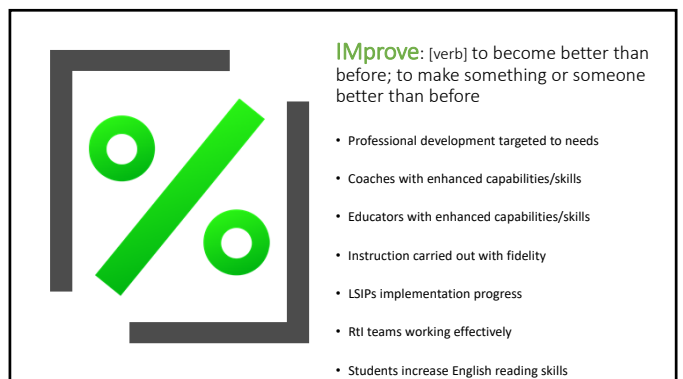 %
IMprove: [verb] to become better than
before; to make something or someone
better than before
• Professional development targeted to needs
• Coaches with enhanced capabilities/skills
• Educators with enhanced capabilities/skills
• Instruction carried out with fidelity
• LSIPs implementation progress
• RtI teams working effectively
• Students increase English reading skills